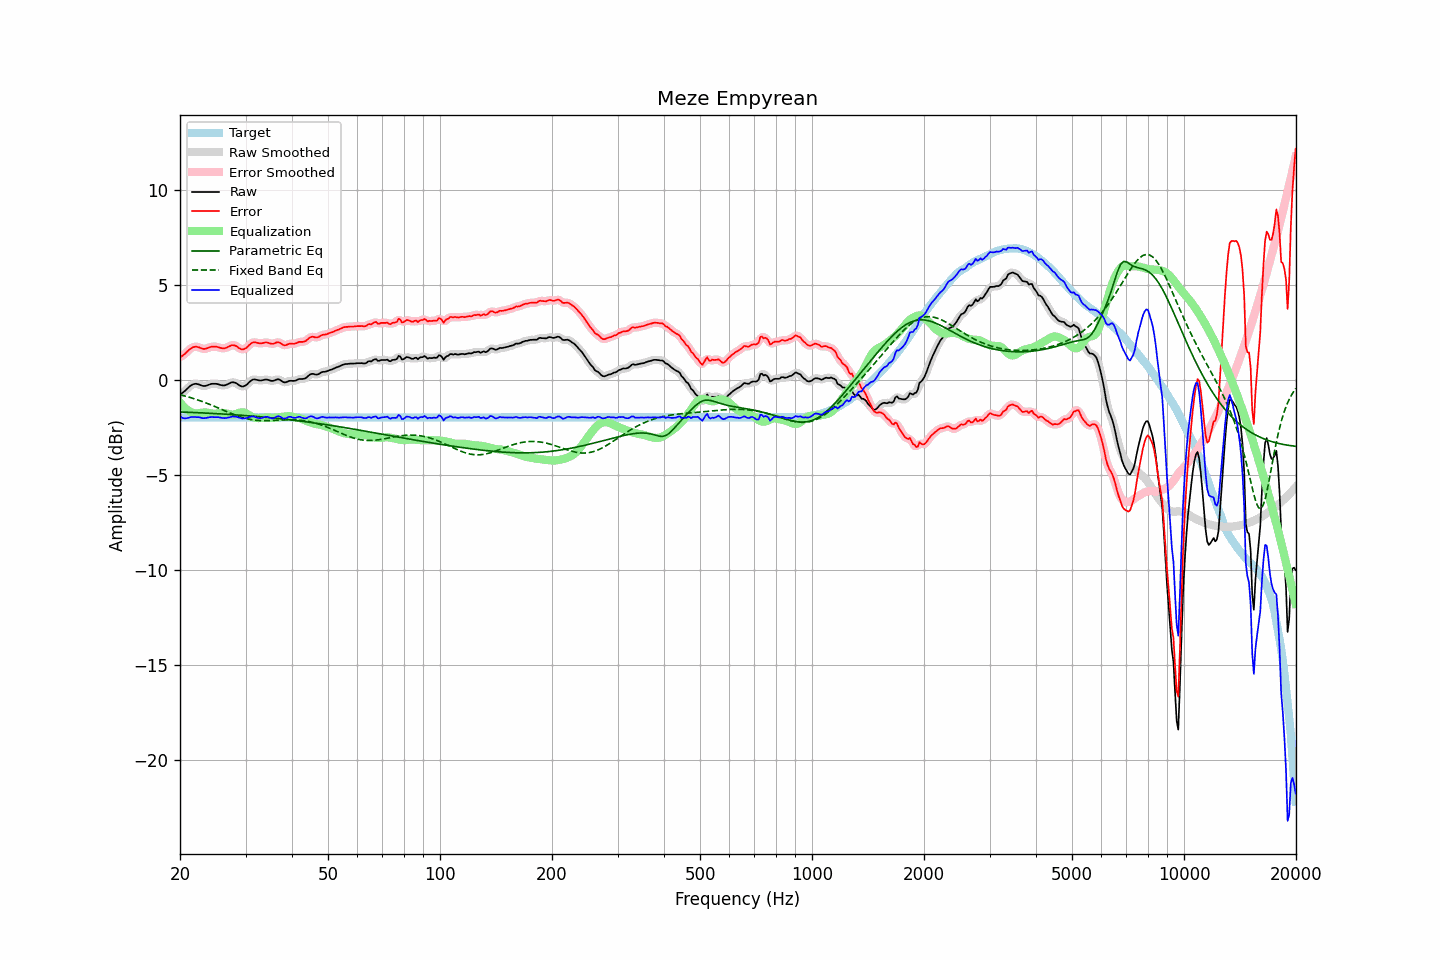 Meze Empyrean
Target
Raw Smoothed
Error Smoothed
Raw
Error
Equalization
Parametric Eq
Fixed Band Eq
Equalized
10
5
0
−5
−10
−15
−20
Amplitude (dBr)
20 50 100 200 500 1000 2000 5000 10000 20000
Frequency (Hz)